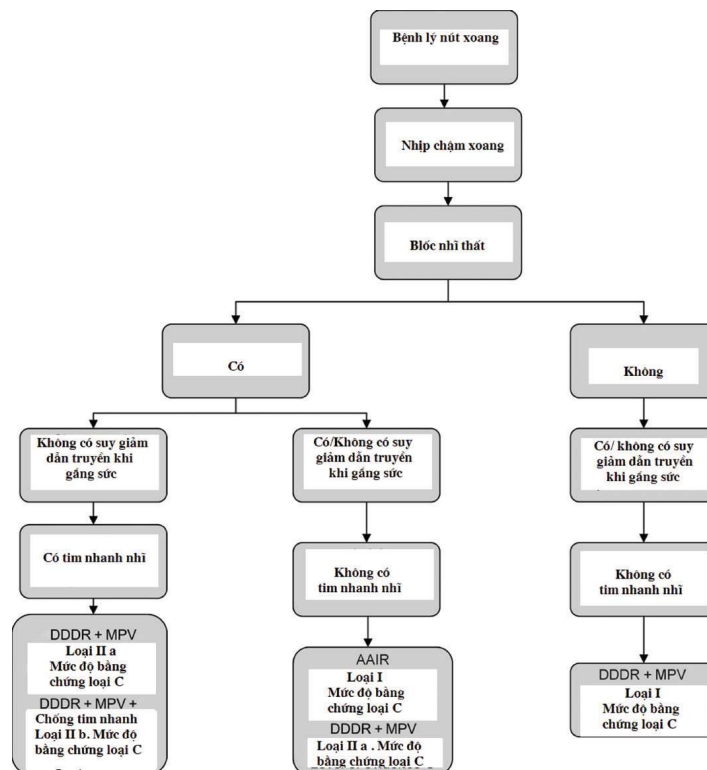 Bệnh lý nút xoang
Nhịp chậm xoang
Blốc nhĩ thất
Có
Không
Không có suy giảm
dẫn truyền khi
gắng sức
Có/Không có suy
giảm dẫn truyền
khi gắng sức
Có/ không có suy
giảm dẫn truyền
khi gắng sức
Có tim nhanh nhĩ
Không có
tim nhanh nhĩ
Không có
tim nhanh nhĩ
DDDR + MPV
Loại II a
Mức độ bằng
chứng loại C
DDDR + MPV +
Chống tim nhanh
Loại II b. Mức độ
bằng chứng loại C
AAIR
Loại I
Mức độ bằng
chứng loại C
DDDR + MPV
Loại II a . Mức độ
bằng chứng loại C
DDDR + MPV
Loại I
Mức độ bằng
chứng loại C